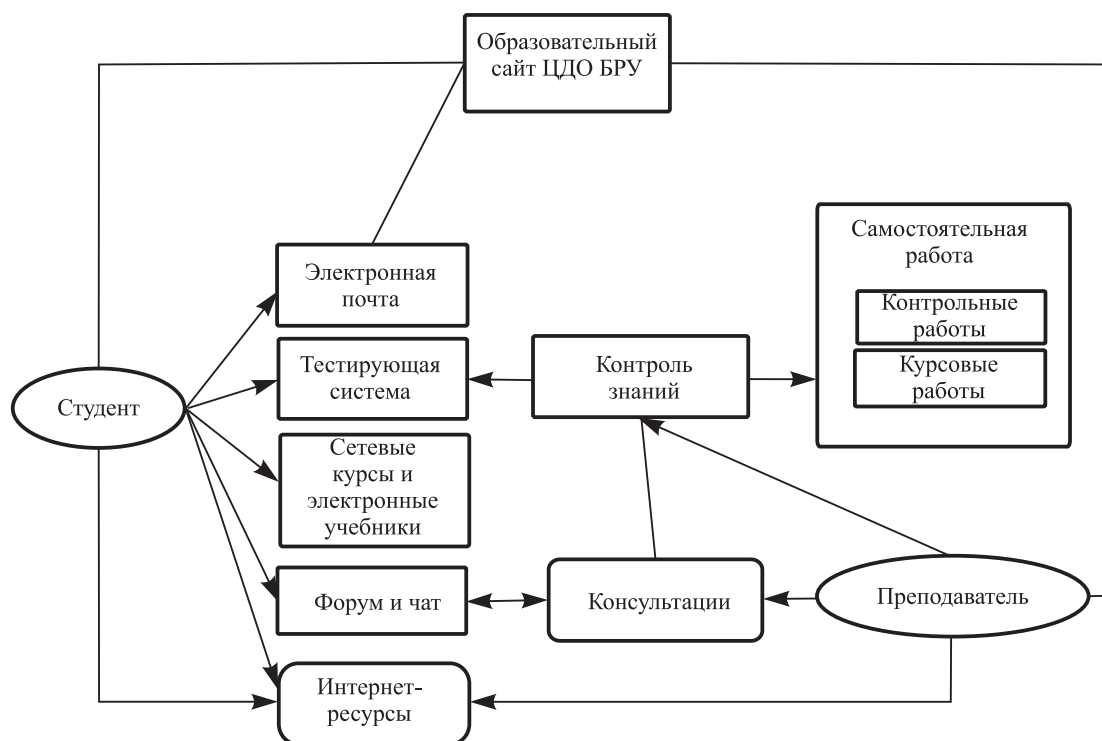 Образовательный
сайт ЦДО БРУ
Самостоятельная
работа
Электронная
почта
Контрольные
работы
Тестирующая
система
Контроль
знаний
Курсовые
работы
Студент
Сетевые
курсы и
электронные
учебники
Форум и чат
Консультации
Преподаватель
Интернет-
ресурсы